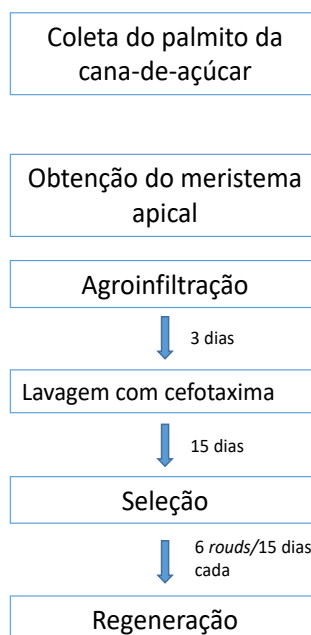 Coleta do palmito da
cana-de-açúcar
Obtenção do meristema
apical
Agroinfiltração
3 dias
Lavagem com cefotaxima
15 dias
Seleção
6 rouds/15 dias
cada
Regeneração